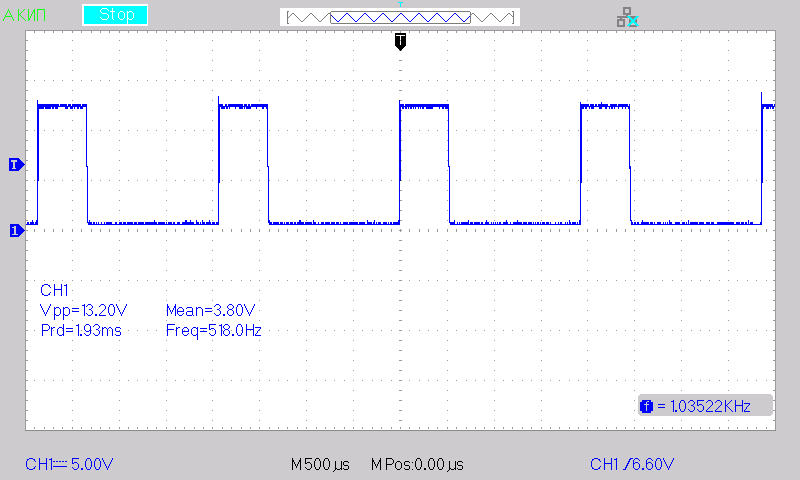 АКИП Stop
T
T
1
CH1
Vpp=13.20V Mean=3.80V
Prd=1.93ms Freq=518.0Hz
f = 1.03522KHz
CH1 5.00V M 500µs M Pos:0.00µs CH1 /6.60V